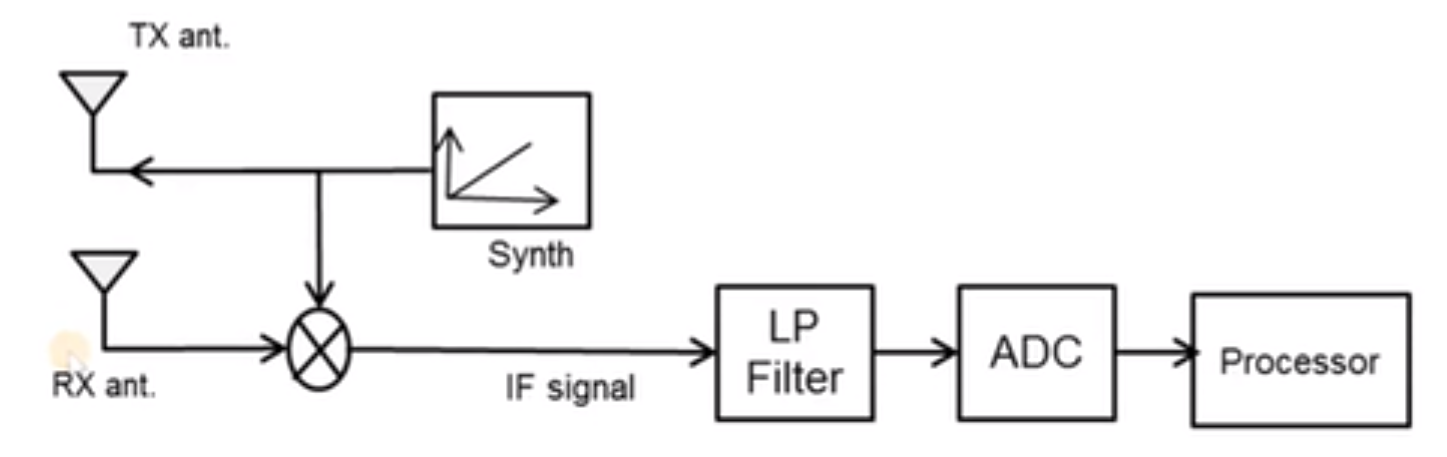 TX ant.
Synth
RX ant.
IF signal
LP
Filter
ADC
Processor